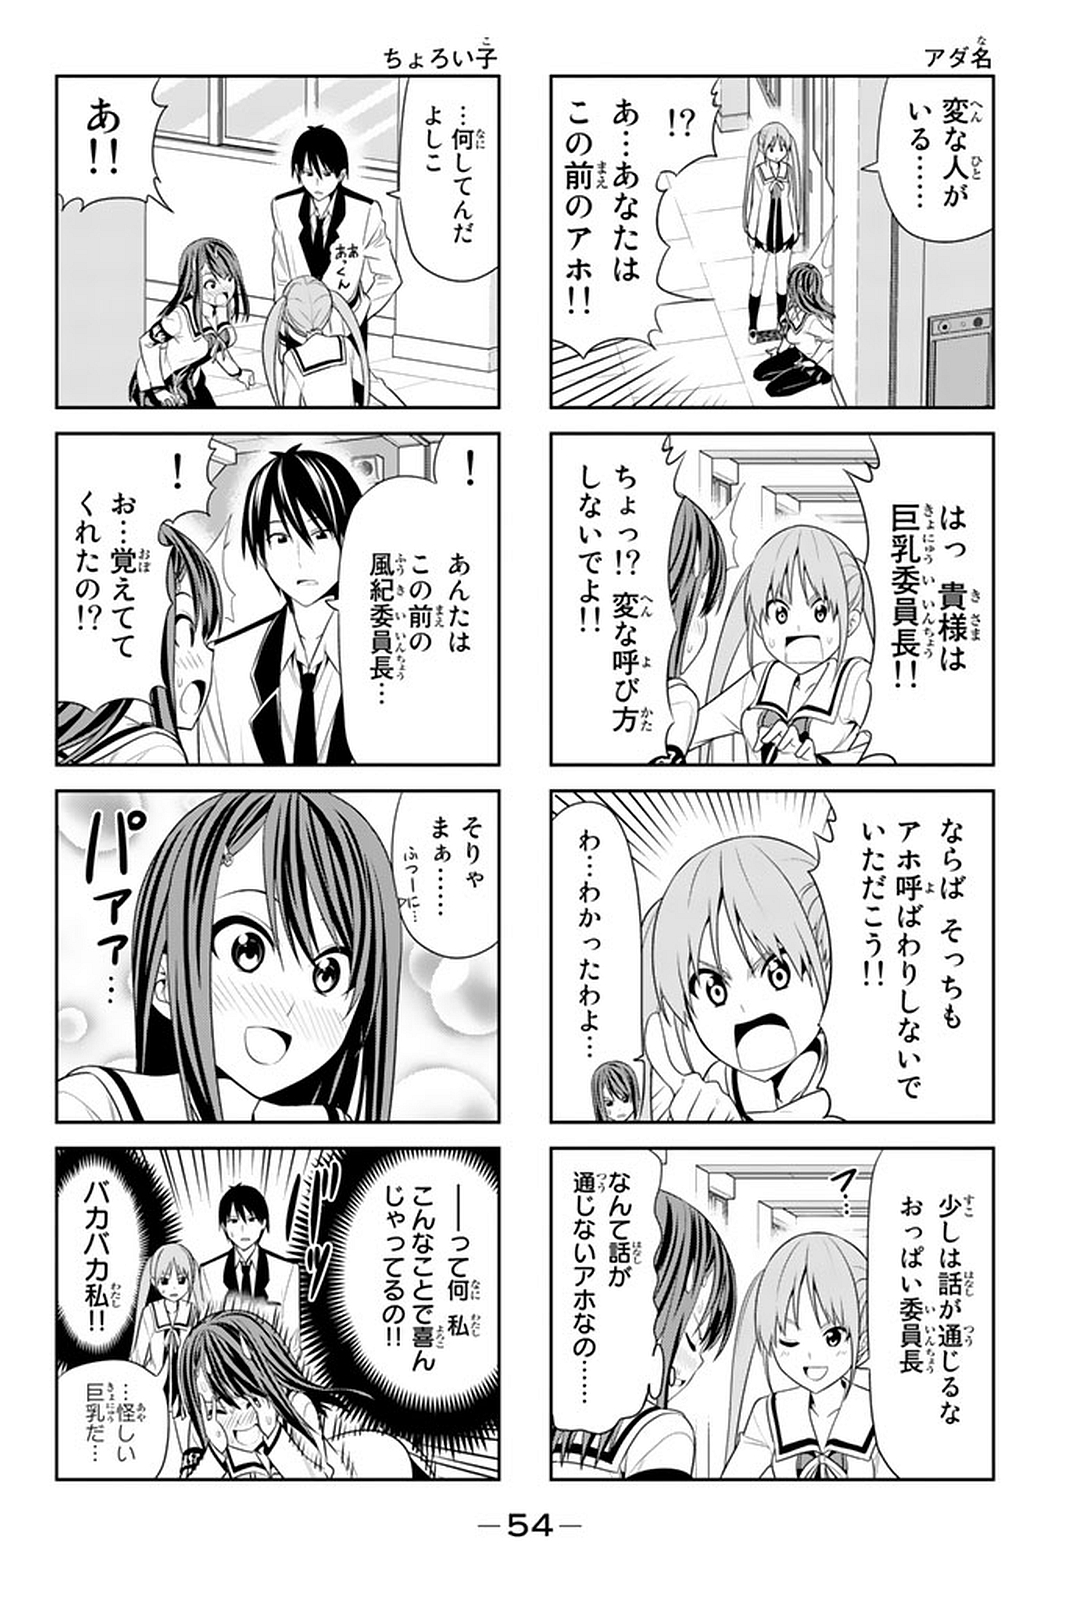 アダ名
変な人が
いる……
!?
あ…あなたは
この前のアホ!!
はっ 貴様は
巨乳委員長!!
ちょっ!? 変な呼び方
しないでよ!!
ならば そっちも
アホ呼ばわりしないで
いただこう!!
わ…わかったわよ…
少しは話が通じるな
おっぱい委員長
フ…
なんて話が
通じないアホなの……
ちょろい子
…何してんだ
よしこ
あ!!
あ
あっくん
!
あんたは
この前の
風紀委員長…
!
お…覚えてて
くれたの!?
そりゃ
まぁ……
ふつーに…
パァァ…
――って何 私
こんなことで喜ん
じゃってるの!!
バカバカ私!!
…怪しい
巨乳だ…
—54—